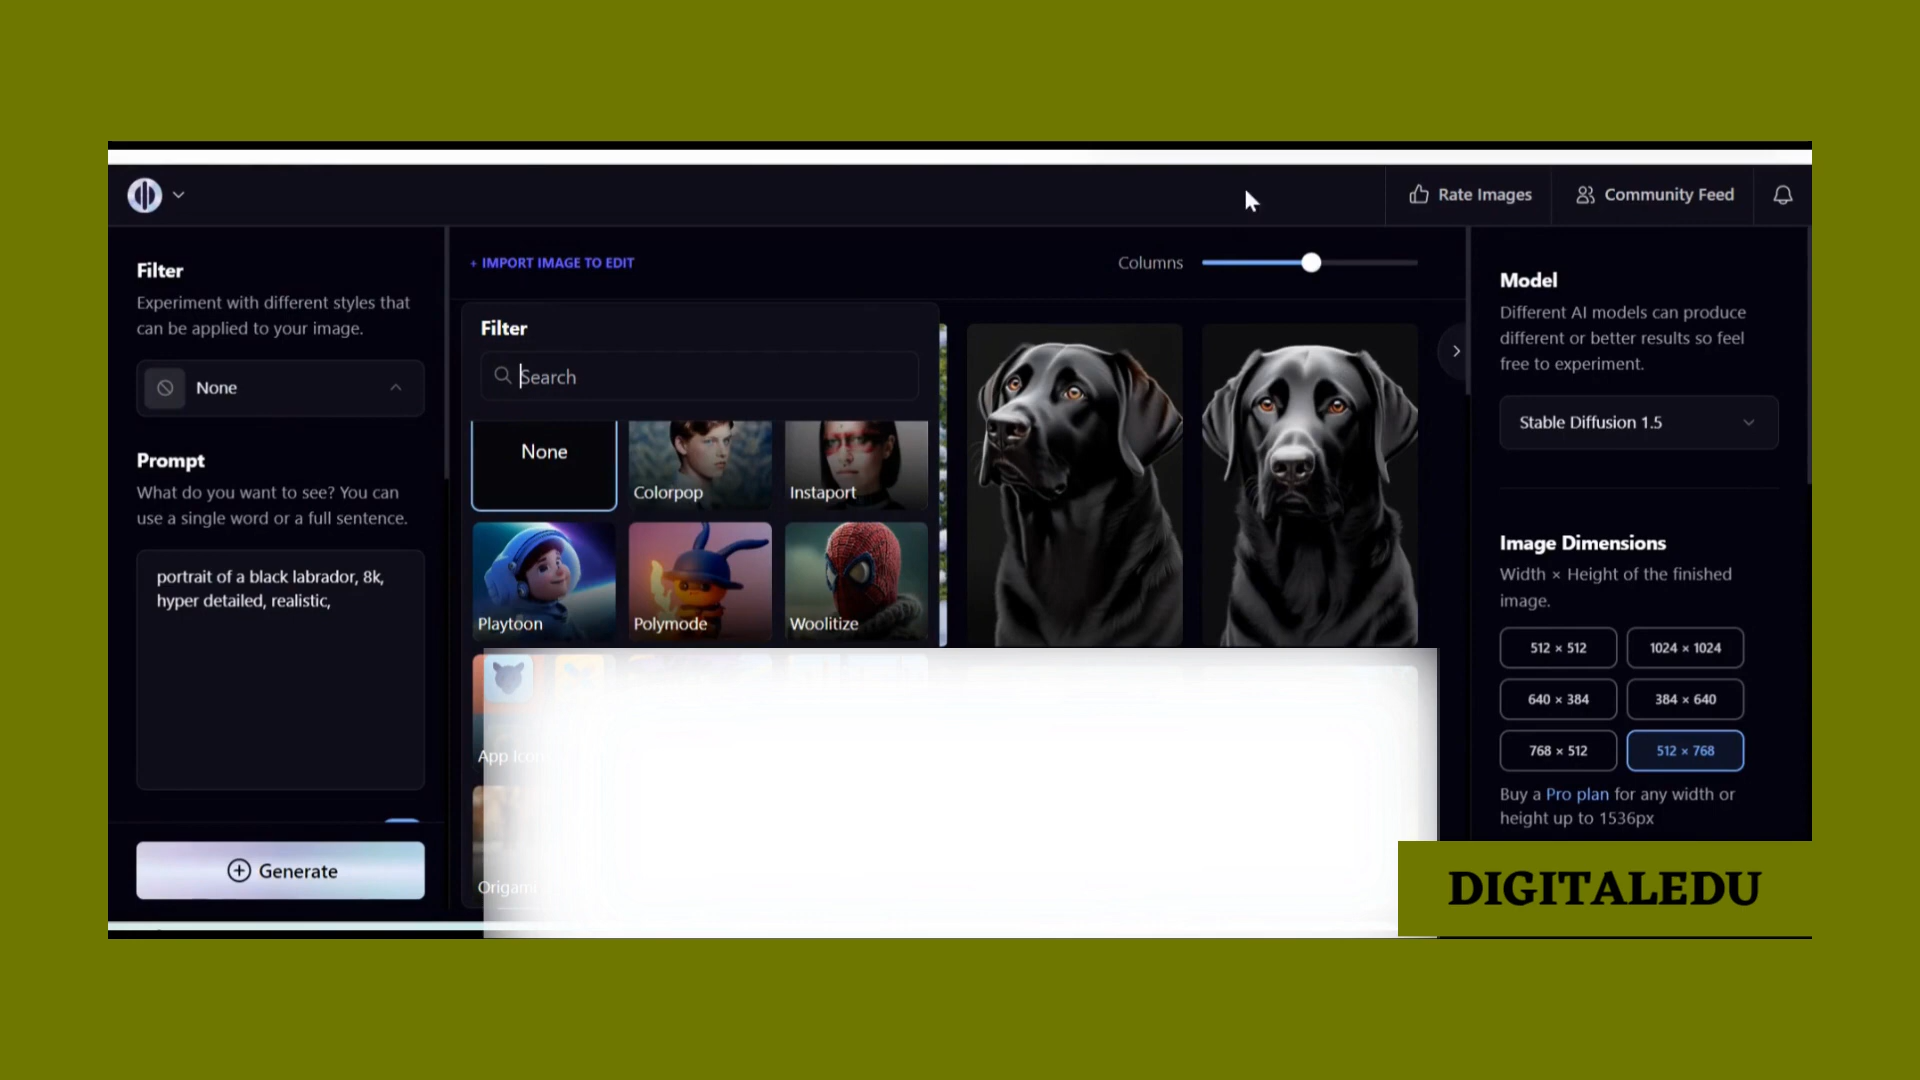 Rate Images
Community Feed
Filter
Experiment with different styles that
can be applied to your image.
None
Prompt
What do you want to see? You can
use a single word or a full sentence.
portrait of a black labrador, 8k,
hyper detailed, realistic,
Generate
+ IMPORT IMAGE TO EDIT
Columns
Filter
Search
None
Colorpop
Instaport
Playtoon
Polymode
Woolitize
App Icon
Origami
Model
Different AI models can produce
different or better results so feel
free to experiment.
Stable Diffusion 1.5
Image Dimensions
Width × Height of the finished
image.
512 × 512
1024 × 1024
640 × 384
384 × 640
768 × 512
512 × 768
Buy a Pro plan for any width or
height up to 1536px
DIGITALEDU